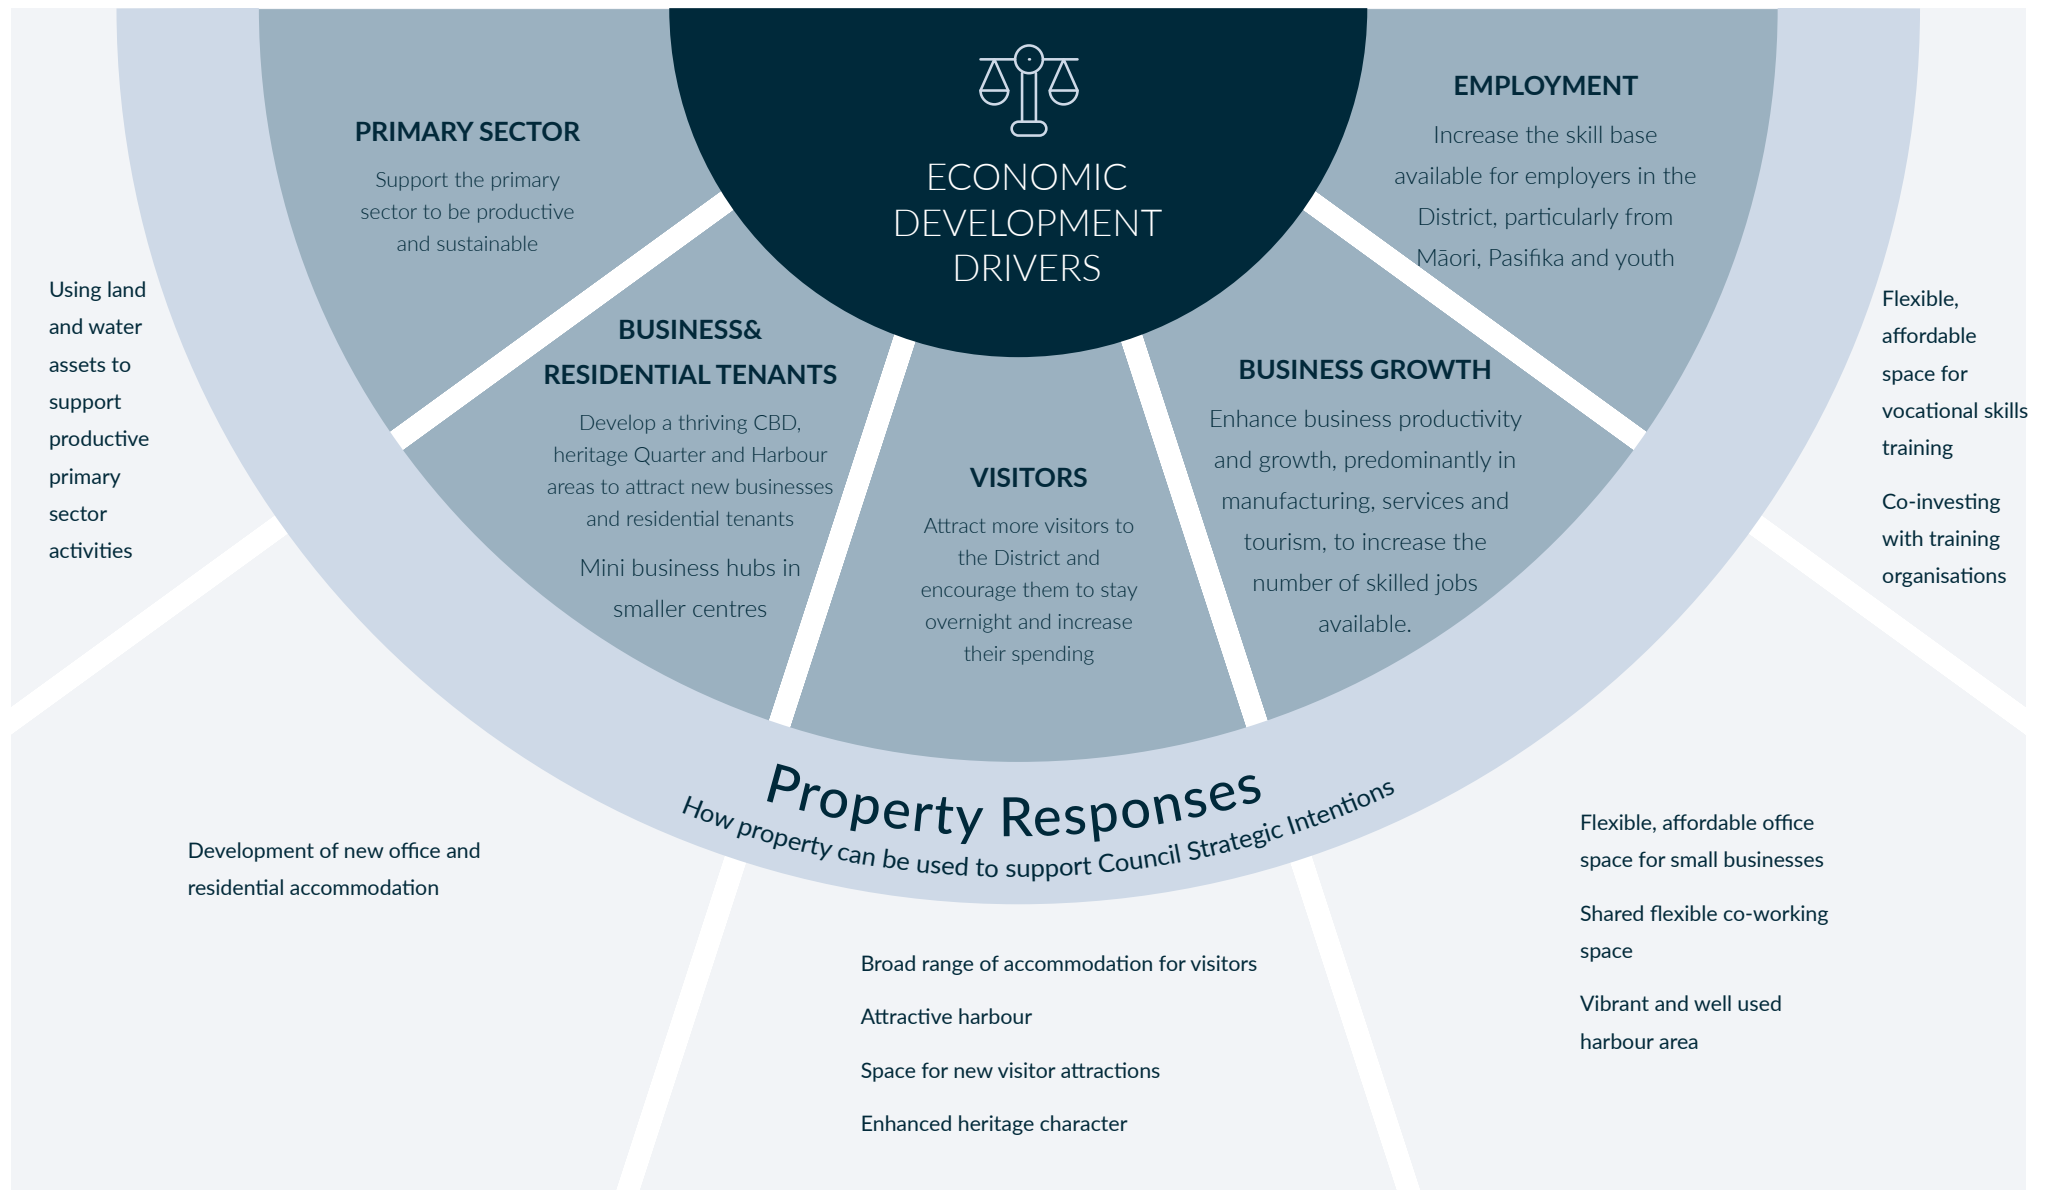 ECONOMIC
DEVELOPMENT
DRIVERS
PRIMARY SECTOR
Support the primary
sector to be productive
and sustainable
BUSINESS&
RESIDENTIAL TENANTS
Develop a thriving CBD,
heritage Quarter and Harbour
areas to attract new businesses
and residential tenants
Mini business hubs in
smaller centres
VISITORS
Attract more visitors to
the District and
encourage them to stay
overnight and increase
their spending
BUSINESS GROWTH
Enhance business productivity
and growth, predominantly in
manufacturing, services and
tourism, to increase the
number of skilled jobs
available.
EMPLOYMENT
Increase the skill base
available for employers in the
District, particularly from
Māori, Pasifika and youth
Property Responses
How property can be used to support Council Strategic Intentions
Using land
and water
assets to
support
productive
primary
sector
activities
Development of new office and
residential accommodation
Broad range of accommodation for visitors
Attractive harbour
Space for new visitor attractions
Enhanced heritage character
Flexible, affordable office
space for small businesses
Shared flexible co-working
space
Vibrant and well used
harbour area
Flexible,
affordable
space for
vocational skills
training
Co-investing
with training
organisations